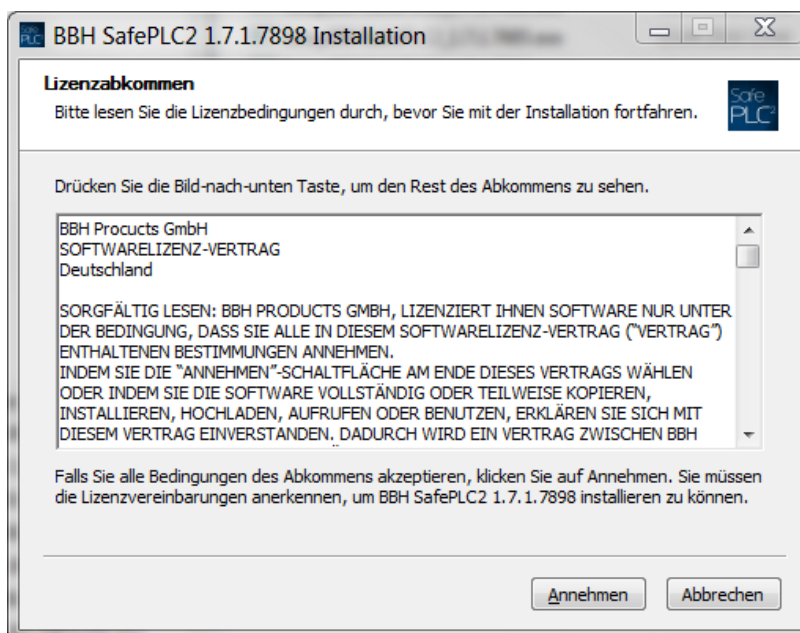 BBH SafePLC2 1.7.1.7898 Installation
Lizenzabkommen
Bitte lesen Sie die Lizenzbedingungen durch, bevor Sie mit der Installation fortfahren.
Safe
PLC²
Drücken Sie die Bild-nach-unten Taste, um den Rest des Abkommens zu sehen.
BBH Procucts GmbH
SOFTWARELIZENZ-VERTRAG
Deutschland
SORGFÄLTIG LESEN: BBH PRODUCTS GMBH, LIZENZIERT IHNEN SOFTWARE NUR UNTER
DER BEDINGUNG, DASS SIE ALLE IN DIESEM SOFTWARELIZENZ-VERTRAG (“VERTRAG”)
ENTHALTENEN BESTIMMUNGEN ANNEHMEN.
INDEM SIE DIE “ANNEHMEN”-SCHALTFLÄCHE AM ENDE DIESES VERTRAGS WÄHLEN
ODER INDEM SIE DIE SOFTWARE VOLLSTÄNDIG ODER TEILWEISE KOPIEREN,
INSTALLIEREN, HOCHLADEN, AUFRUFEN ODER BENUTZEN, ERKLÄREN SIE SICH MIT
DIESEM VERTRAG EINVERSTANDEN. DADURCH WIRD EIN VERTRAG ZWISCHEN BBH
Falls Sie alle Bedingungen des Abkommens akzeptieren, klicken Sie auf Annehmen. Sie müssen
die Lizenzvereinbarungen anerkennen, um BBH SafePLC2 1.7.1.7898 installieren zu können.
Annehmen
Abbrechen